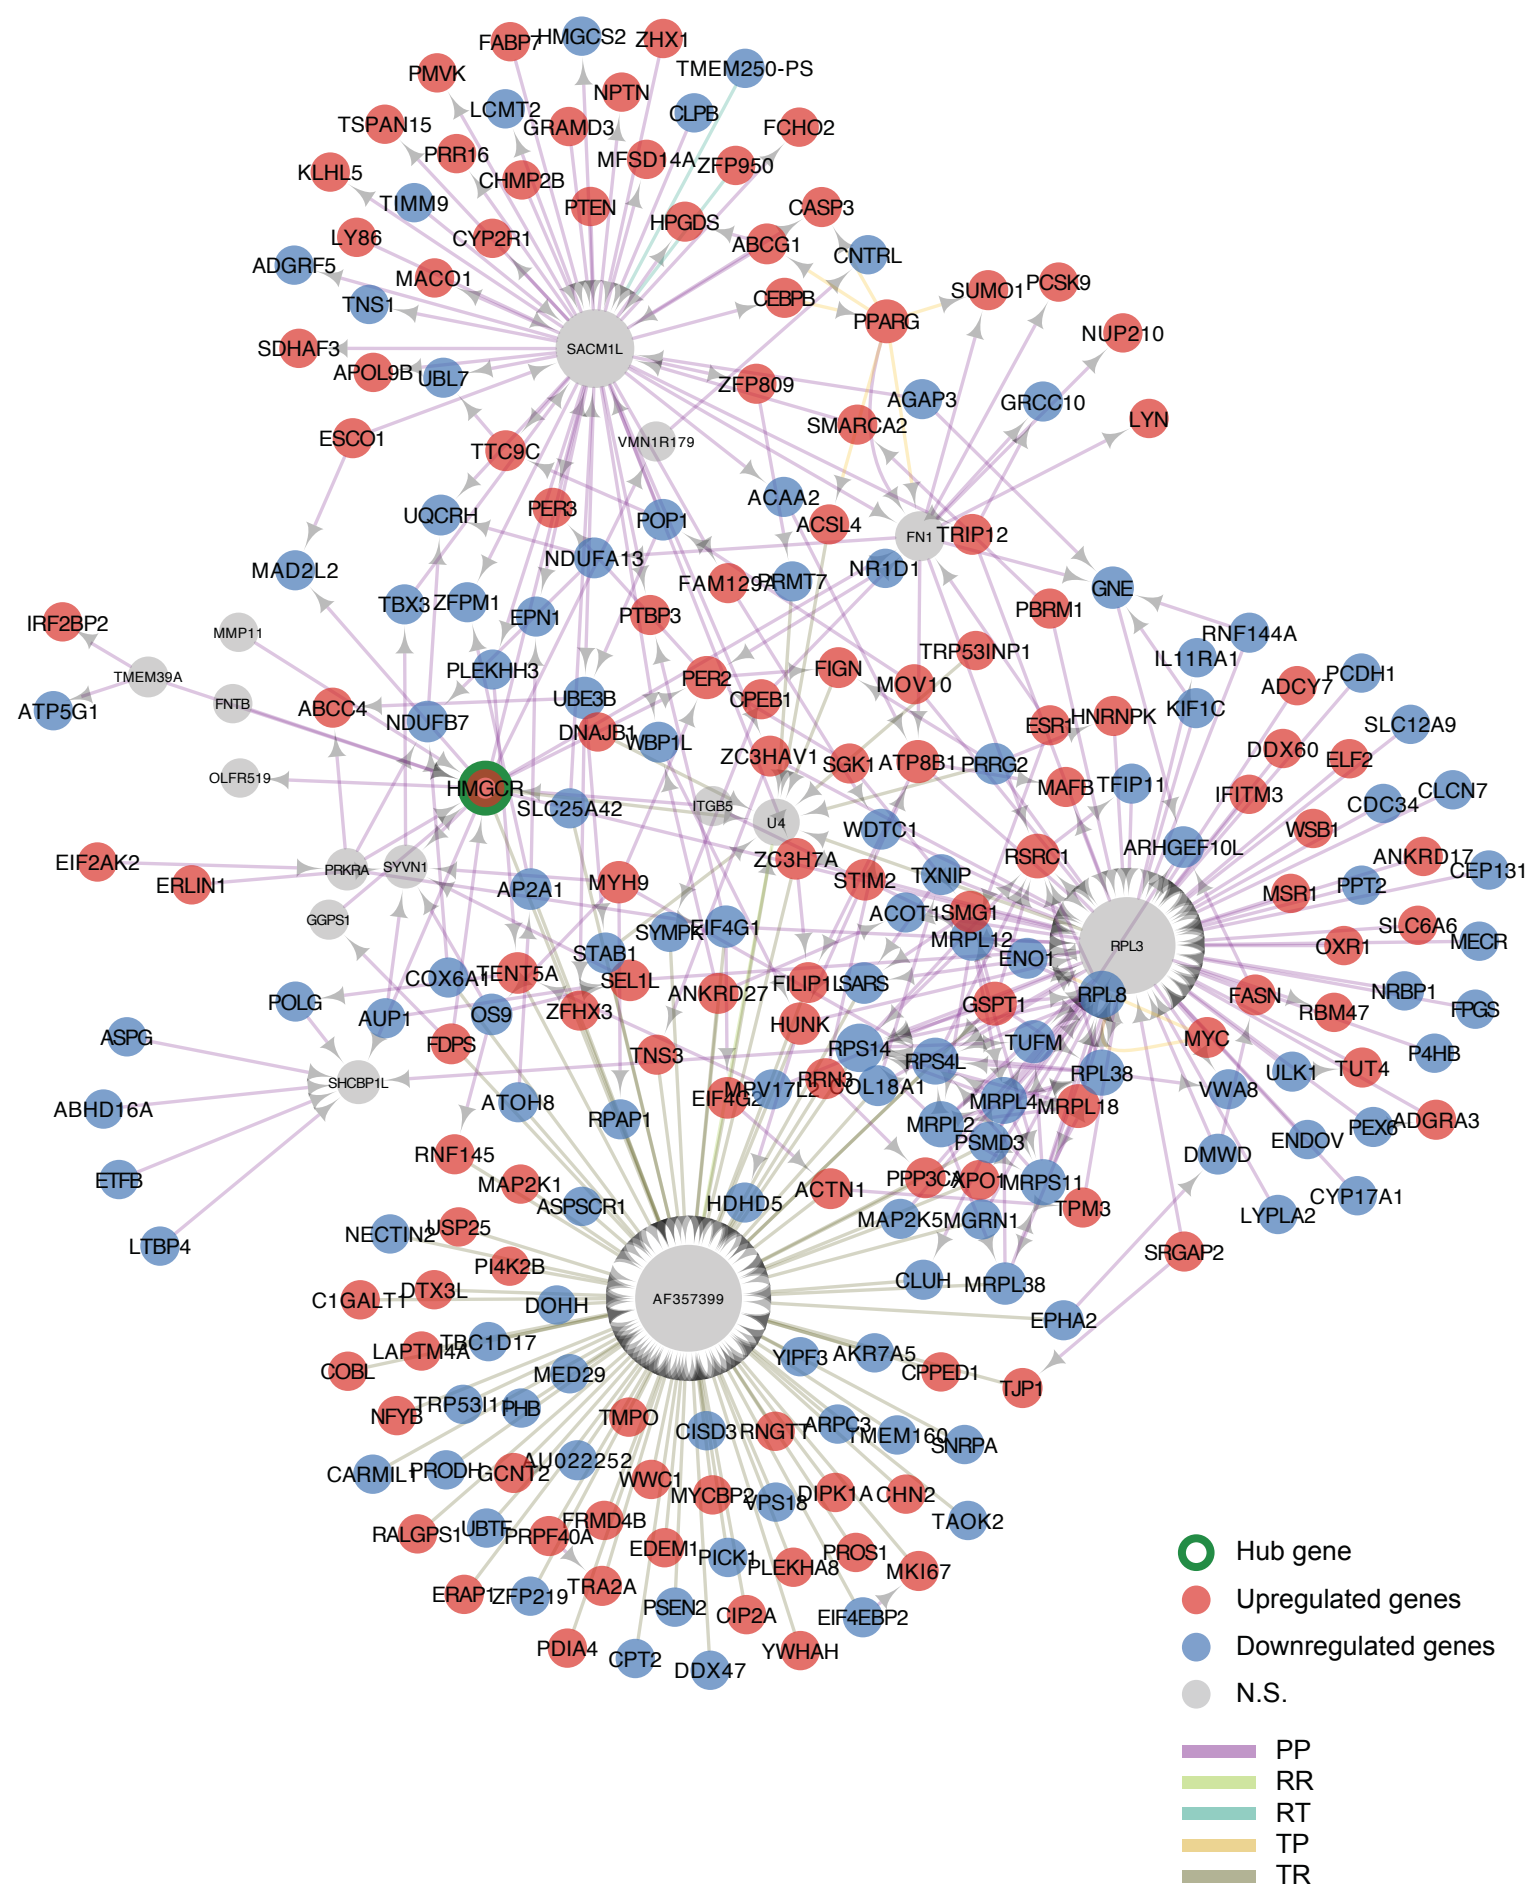 FABP7
HMGCS2
ZHX1
PMVK
TMEM250-PS
NPTN
LCMT2
CLPB
TSPAN15
GRAMD3
FCHO2
PRR16
MFSD14A
ZFP950
KLHL5
CHMP2B
TIMM9
PTEN
CASP3
HPGDS
LY86
CYP2R1
ABCG1
CNTRL
ADGRF5
MACO1
PCSK9
SUMO1
TNS1
CEBPB
PPARG
NUP210
SDHAF3
SACM1L
APOL9B
UBL7
ZFP809
AGAP3
GRCC10
LYN
SMARCA2
ESCO1
TTC9C
VMN1R179
ACAA2
PER3
UQCRH
POP1
ACSL4
FN1
TRIP12
NDUFA13
MAD2L2
NR1D1
FAM129A
PRMT7
GNE
TBX3
ZFPM1
EPN1
PTBP3
PBRM1
IRF2BP2
MMP11
RNF144A
TRP53INP1
IL11RA1
PLEKHH3
FIGN
TMEM39A
PER2
PCDH1
MOV10
ADCY7
CPEB1
UBE3B
FNTB
ABCC4
ATP5G1
KIF1C
HNRNPK
NDUFB7
ESR1
SLC12A9
DNAJB1
WBP1L
DDX60
ZC3HAV1
SGK1
ATP8B1
PRRG2
ELF2
OLFR519
HMGCR
MAFB
TFIP11
IFITM3
CLCN7
SLC25A42
ITGB5
CDC34
U4
WDTC1
WSB1
ARHGEF10L
EIF2AK2
ZC3H7A
RSRC1
ANKRD17
PRKRA
SYVN1
CEP131
ERLIN1
AP2A1
MYH9
STIM2
TXNIP
MSR1
PPT2
GGPS1
ACOT1
SMG1
SYMPK
EIF4G1
MRPL12
SLC6A6
OXR1
MECR
RPL3
STAB1
ENO1
COX6A1
TENT5A
SEL1L
FILIP1L
SARS
ANKRD27
RPL8
FASN
NRBP1
POLG
GSPT1
FPGS
AUP1
OS9
ZFHX3
RBM47
HUNK
ASPG
FDPS
TNS3
RPS14
TUFM
MYC
RPS4L
P4HB
SHCBP1L
RRN3
RPL38
ULK1
TUT4
MPV17L2
COL18A1
VWA8
EIF4G2
ABHD16A
ATOH8
MRPL4
MRPL18
RPAP1
MRPL2
PEX6
ADGRA3
PSMD3
ENDOV
DMWD
RNF145
ETFB
MAP2K1
ACTN1
PPP3CA
XPO1
MRPS11
CYP17A1
ASPSCR1
HDHD5
TPM3
LYPLA2
NECTIN2
USP25
MAP2K5
MGRN1
LTBP4
SRGAP2
PI4K2B
CLUH
MRPL38
C1GALT1
DTX3L
AF357399
DOHH
EPHA2
TBC1D17
LAPTM4A
YIPF3
AKR7A5
COBL
MED29
CPPED1
TJP1
TRP53I11
PHB
NFYB
TMPO
CISD3
RNGTT
ARPC3
TMEM160
SNRPA
AU022252
CARMIL1
PRODH
GCNT2
WWC1
MYCBP2
VPS18
DIPK1A
CHN2
RALGPS1
UBTF
PRPF40A
FRMD4B
TAOK2
EDEM1
PICK1
PLEKHA8
PROS1
MKI67
ERAP1
ZFP219
TRA2A
PSEN2
CIP2A
EIF4EBP2
PDIA4
CPT2
DDX47
YWHAH
Hub gene
Upregulated genes
Downregulated genes
N.S.
PP
RR
RT
TP
TR